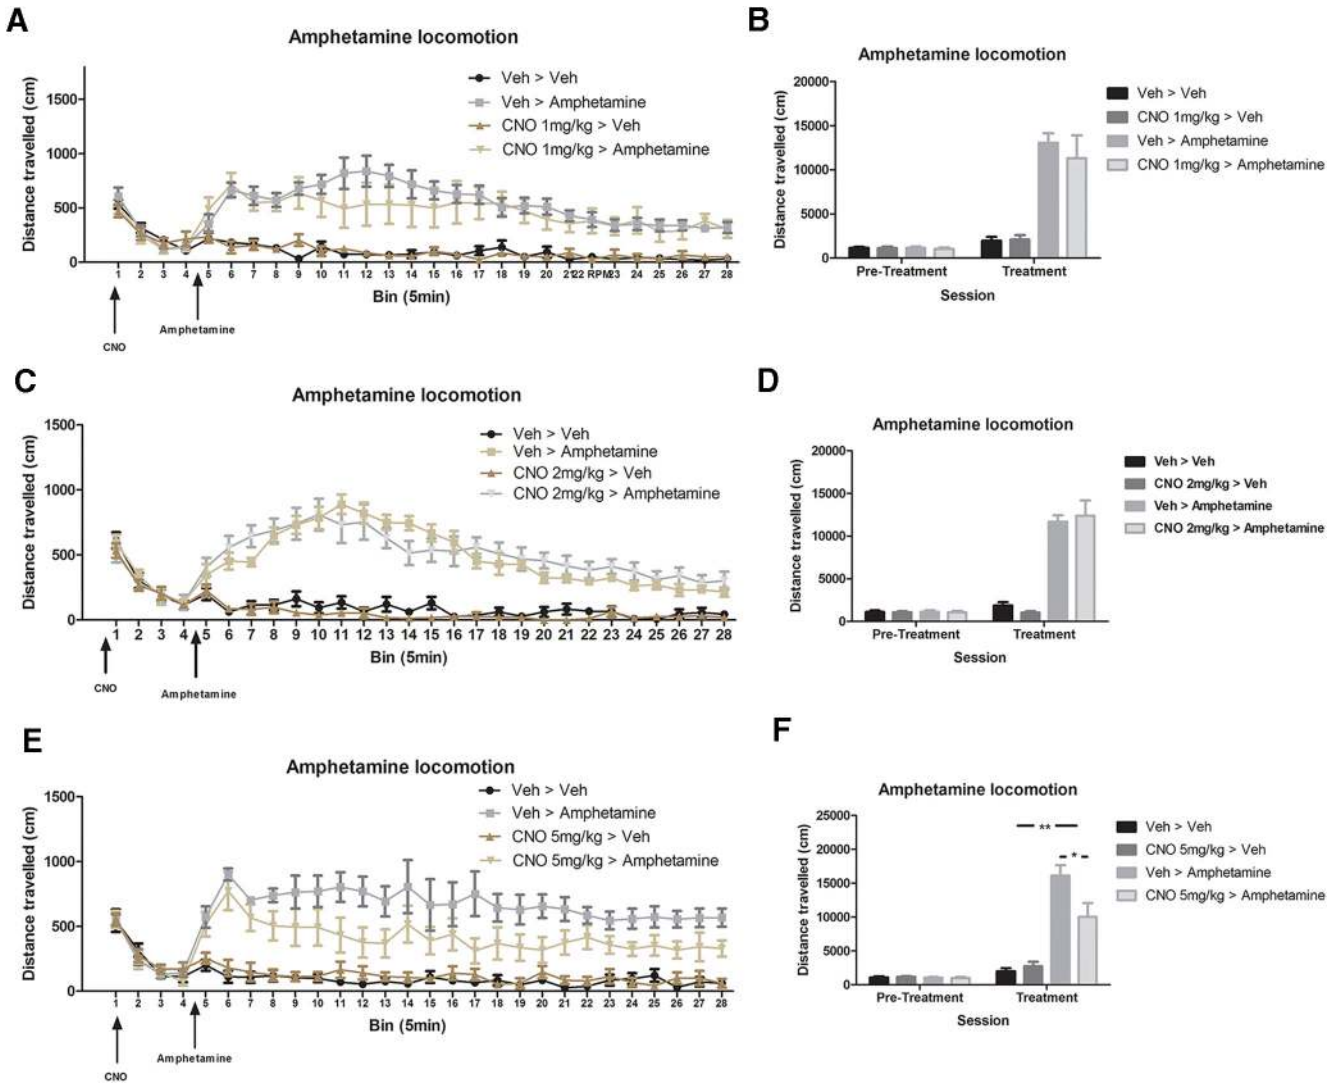 A
Amphetamine locomotion
Distance travelled (cm)
1500
1000
500
0
Veh > Veh
Veh > Amphetamine
CNO 1mg/kg > Veh
CNO 1mg/kg > Amphetamine
1 2 3 4 5 6 7 8 9 10 11 12 13 14 15 16 17 18 19 20 2122 RPM23 24 25 26 27 28
Bin (5min)
Amphetamine
CNO
B
Amphetamine locomotion
Distance travelled (cm)
20000
15000
10000
5000
0
Veh > Veh
CNO 1mg/kg > Veh
Veh > Amphetamine
CNO 1mg/kg > Amphetamine
Pre-Treatment Treatment
Session
C
Amphetamine locomotion
Distance travelled (cm)
1500
1000
500
0
Veh > Veh
Veh > Amphetamine
CNO 2mg/kg > Veh
CNO 2mg/kg > Amphetamine
1 2 3 4 5 6 7 8 9 10 11 12 13 14 15 16 17 18 19 20 21 22 23 24 25 26 27 28
Bin (5min)
CNO
Amphetamine
D
Amphetamine locomotion
Distance travelled (cm)
20000
15000
10000
5000
0
Veh > Veh
CNO 2mg/kg > Veh
Veh > Amphetamine
CNO 2mg/kg > Amphetamine
Pre-Treatment Treatment
Session
E
Amphetamine locomotion
Distance travelled (cm)
1500
1000
500
0
Veh > Veh
Veh > Amphetamine
CNO 5mg/kg > Veh
CNO 5mg/kg > Amphetamine
1 2 3 4 5 6 7 8 9 10 11 12 13 14 15 16 17 18 19 20 21 22 23 24 25 26 27 28
Bin (5min)
Amphetamine
CNO
F
Amphetamine locomotion
Distance travelled (cm)
25000
20000
15000
10000
5000
0
**
*
Veh > Veh
CNO 5mg/kg > Veh
Veh > Amphetamine
CNO 5mg/kg > Amphetamine
Pre-Treatment Treatment
Session